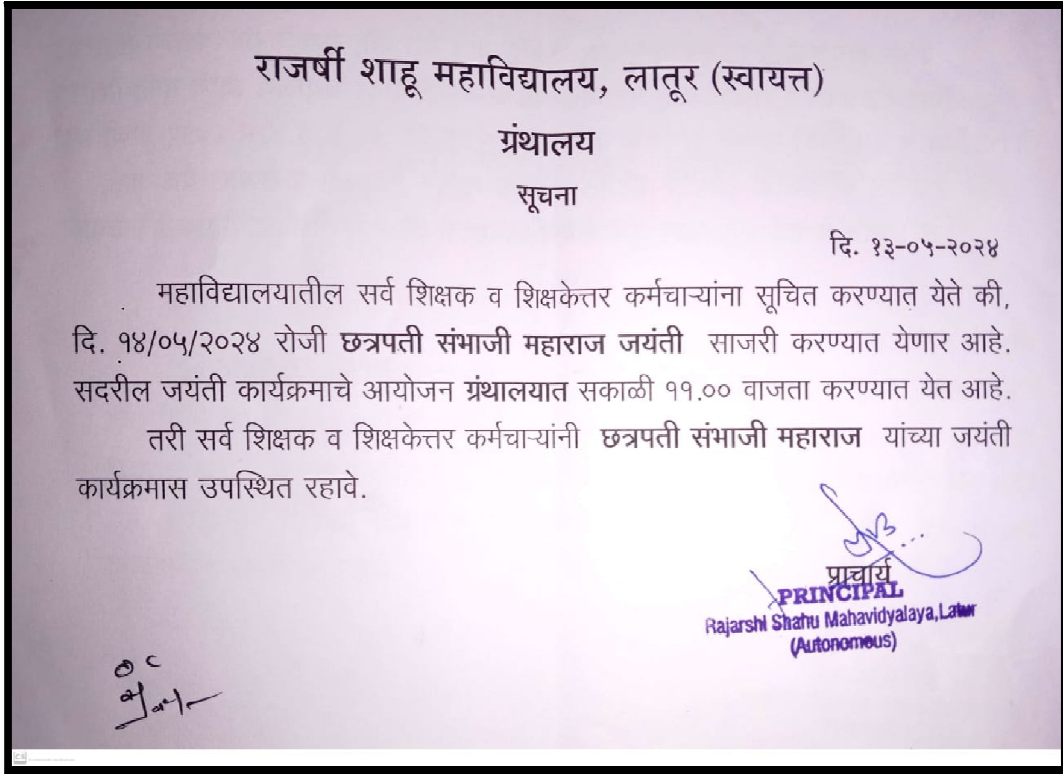 राजर्षी शाहू महाविद्यालय, लातूर (स्वायत्त)
ग्रंथालय
सूचना
दि. १३-०५-२०२४
महाविद्यालयातील सर्व शिक्षक व शिक्षकेत्तर कर्मचाऱ्यांना सूचित करण्यात येते की,
दि. १४/०५/२०२४ रोजी छत्रपती संभाजी महाराज जयंती साजरी करण्यात येणार आहे.
सदरील जयंती कार्यक्रमाचे आयोजन ग्रंथालयात सकाळी ११.०० वाजता करण्यात येत आहे.
तरी सर्व शिक्षक व शिक्षकेत्तर कर्मचाऱ्यांनी छत्रपती संभाजी महाराज यांच्या जयंती
कार्यक्रमास उपस्थित रहावे.
प्राचार्य
PRINCIPAL
Rajarshi Shahu Mahavidyalaya,Latur
(Autonomous)